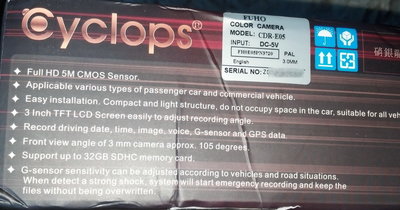 Cyclops®
FUHO
COLOR CAMERA
MODEL: CDR-E05
INPUT: DC-5V
PAL
English
3.0MM
SERIAL NO:
Full HD 5M CMOS Sensor.
Applicable various types of passenger car and commercial vehicle.
Easy installation. Compact and light structure, do not occupy space in the car, suitable for all veh
3 Inch TFT LCD Screen easily to adjust recording angle.
Record driving date, time, image, voice, G-sensor and GPS data
Front view angle of 3 mm camera approx. 105 degrees.
Support up to 32GB SDHC memory card.
G-sensor sensitivity can be adjusted according to vehicles and road situations.
When detect a strong shock, system will start emergency recording and keep the
files without being overwritten.